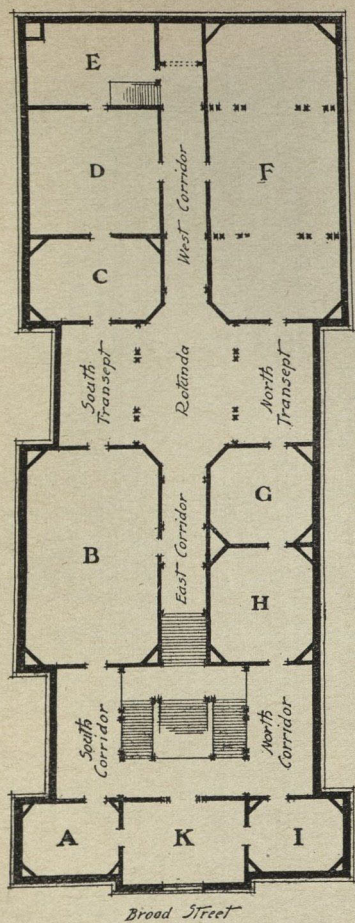 E
D
F
West Corridor
C
South
Transept
Rotunda
North
Transept
B
G
East Corridor
H
South
Corridor
North
Corridor
A
K
I
Broad Street